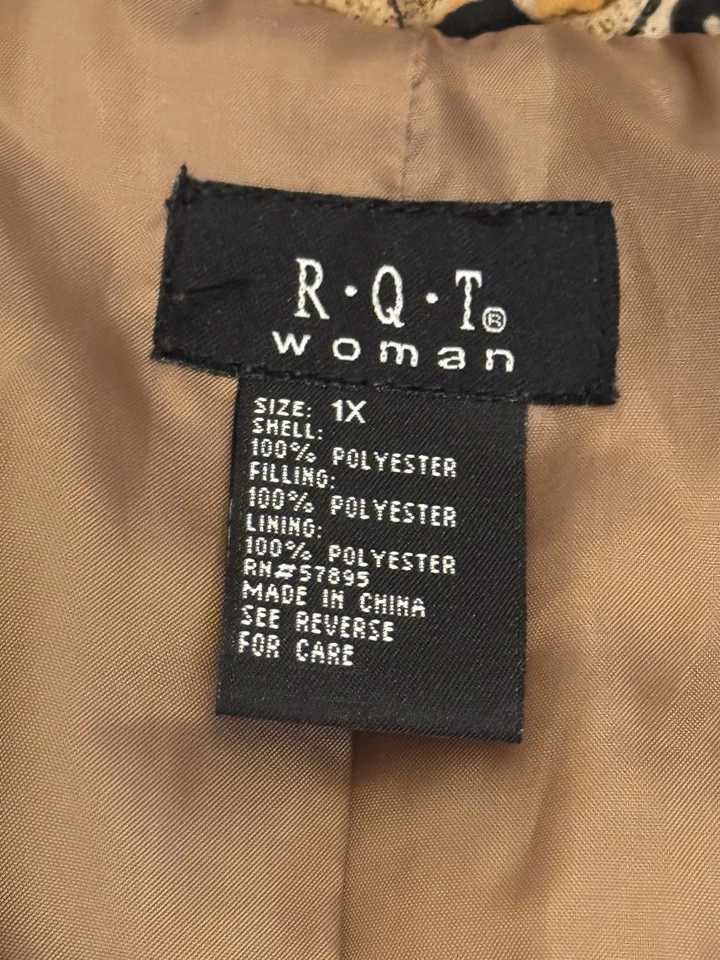 R·Q·T®
woman
SIZE: 1X
SHELL:
100% POLYESTER
FILLING:
100% POLYESTER
LINING:
100% POLYESTER
RN#57895
MADE IN CHINA
SEE REVERSE
FOR CARE